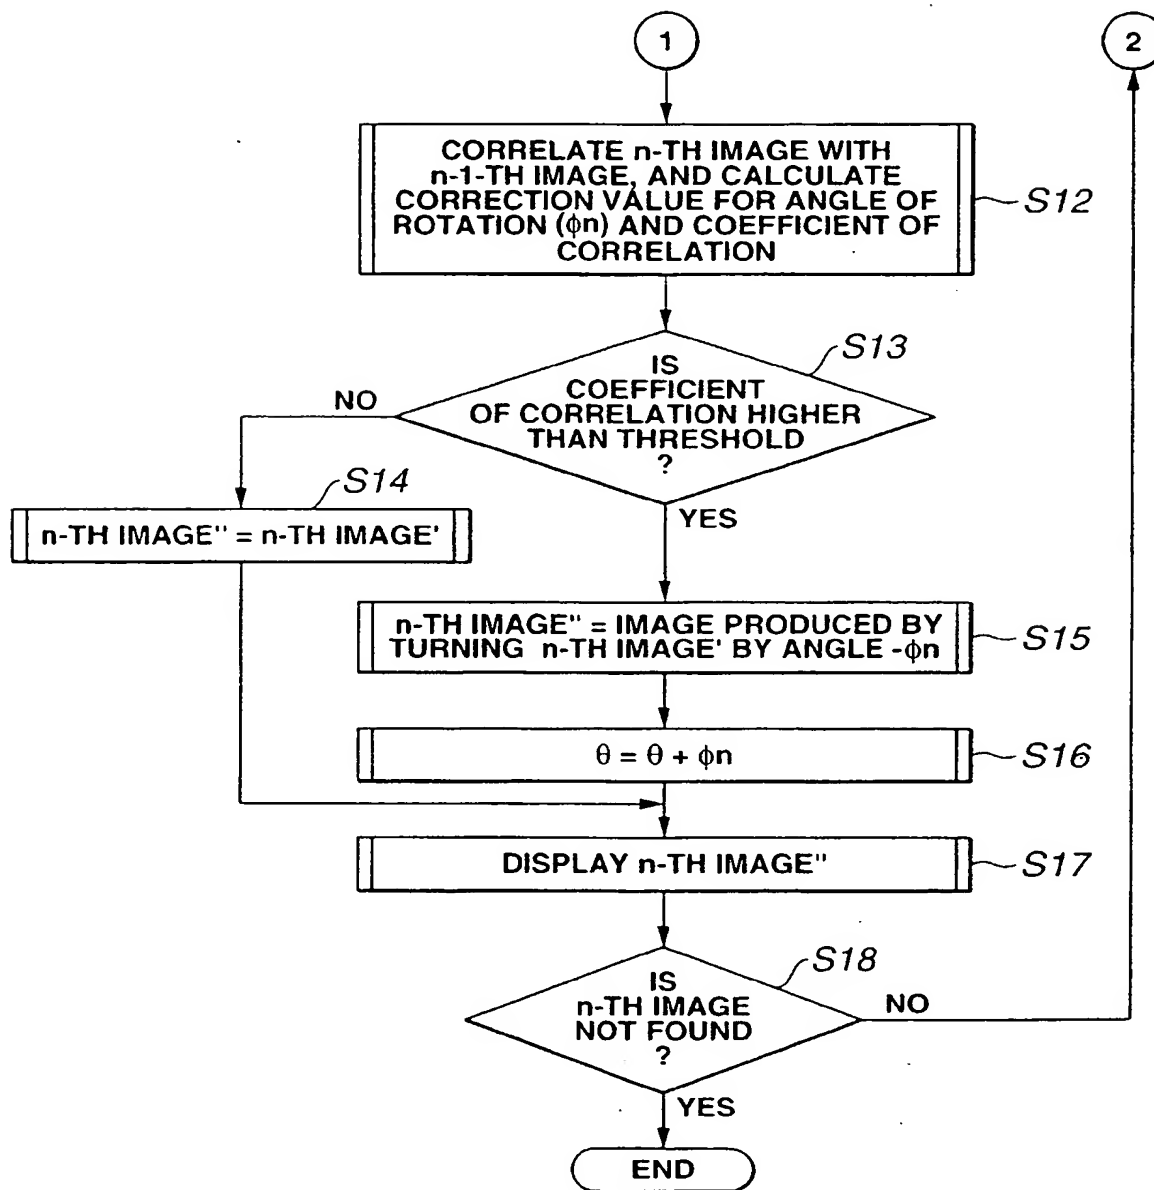 1
2
CORRELATE n-TH IMAGE WITH
n-1-TH IMAGE, AND CALCULATE
CORRECTION VALUE FOR ANGLE OF
ROTATION (ϕn) AND COEFFICIENT OF
CORRELATION
S12
S13
IS
COEFFICIENT
OF CORRELATION HIGHER
THAN THRESHOLD
?
NO
S14
YES
n-TH IMAGE" = n-TH IMAGE'
n-TH IMAGE" = IMAGE PRODUCED BY
TURNING n-TH IMAGE' BY ANGLE -ϕn
S15
θ = θ + ϕn
S16
DISPLAY n-TH IMAGE"
S17
S18
IS
n-TH IMAGE
NOT FOUND
?
NO
YES
END